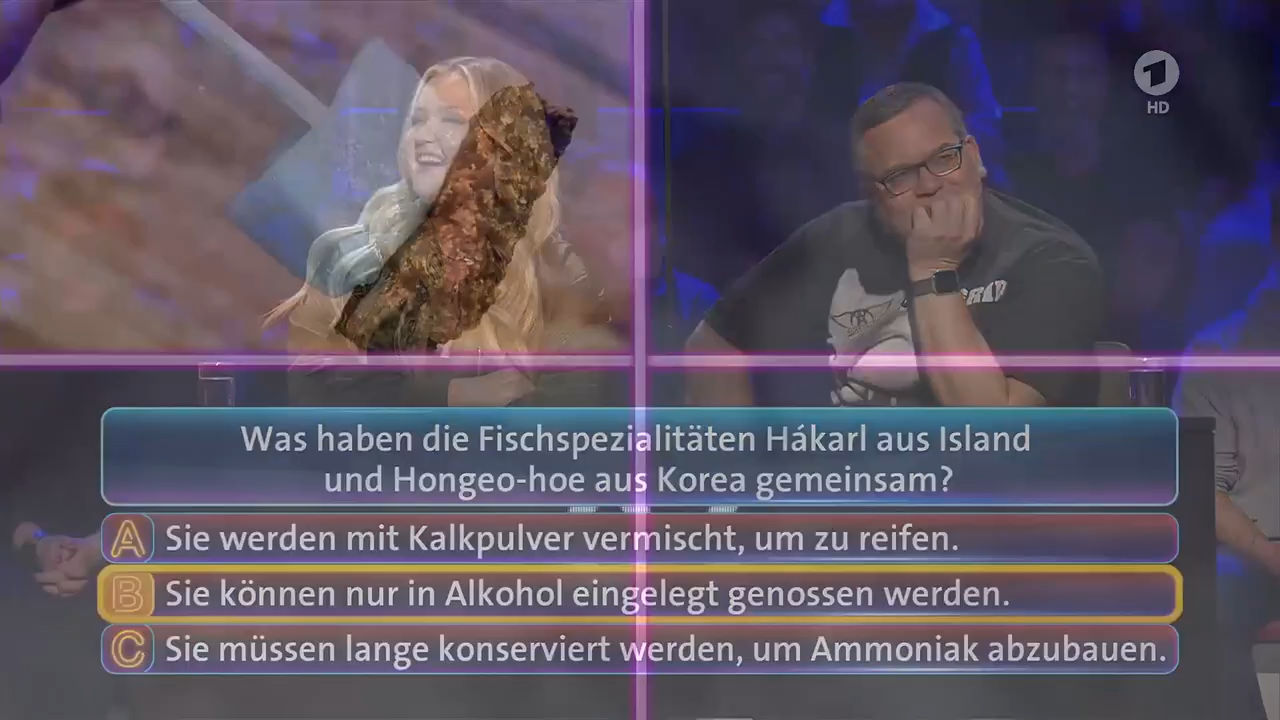 1
HD
Was haben die Fischspezialitäten Hákarl aus Island
und Hongeo-hoe aus Korea gemeinsam?
A Sie werden mit Kalkpulver vermischt, um zu reifen.
B Sie können nur in Alkohol eingelegt genossen werden.
C Sie müssen lange konserviert werden, um Ammoniak abzubauen.